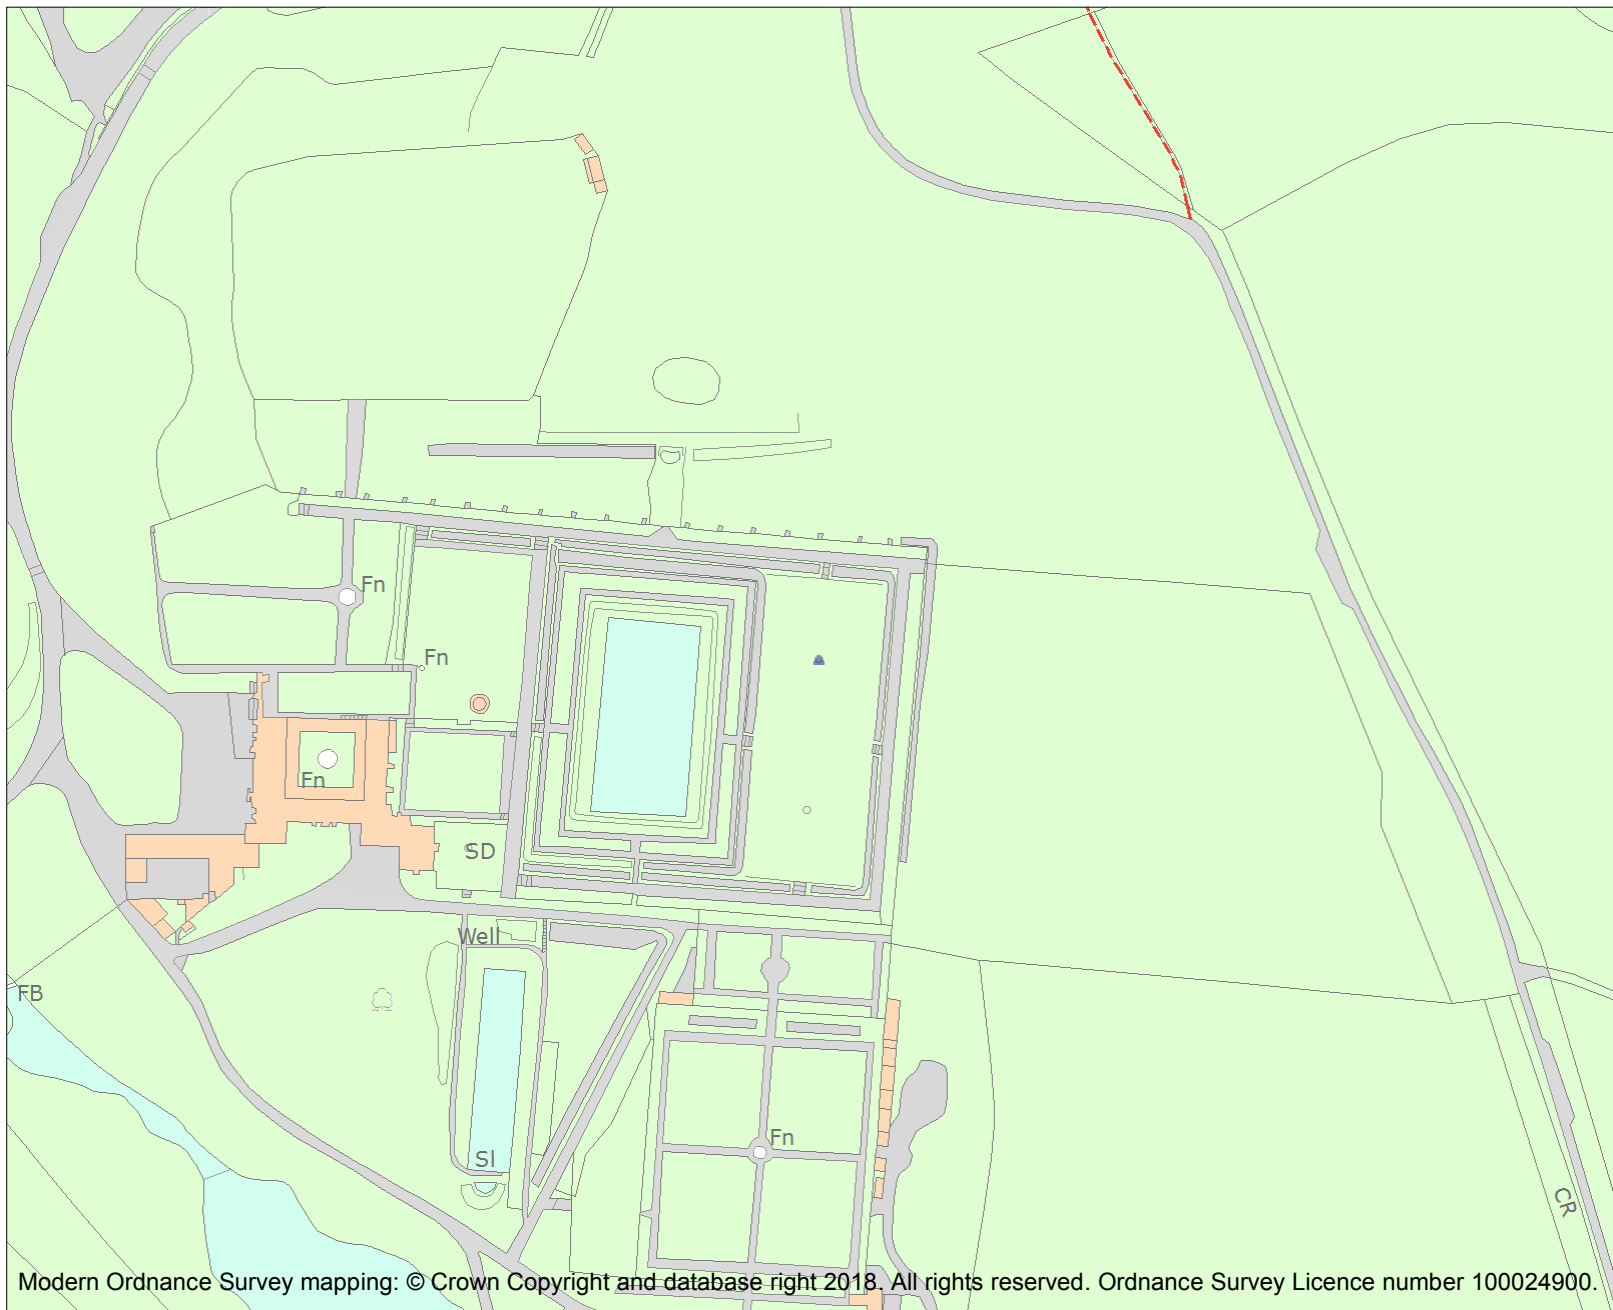 Fn
Fn
Fn
SD
Well
FB
Fn
Sl
CR
Modern Ordnance Survey mapping: © Crown Copyright and database right 2018. All rights reserved. Ordnance Survey Licence number 100024900.